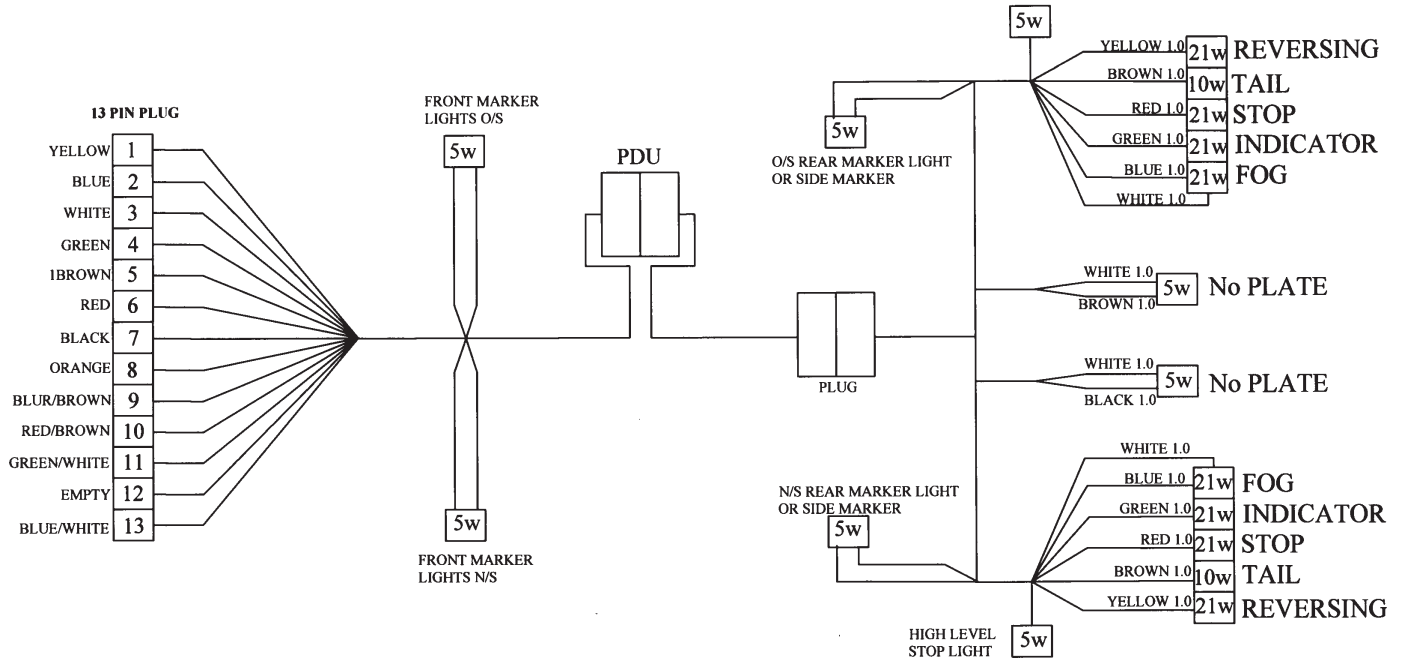 13 PIN PLUG
YELLOW 1
BLUE 2
WHITE 3
GREEN 4
1BROWN 5
RED 6
BLACK 7
ORANGE 8
BLUR/BROWN 9
RED/BROWN 10
GREEN/WHITE 11
EMPTY 12
BLUE/WHITE 13
FRONT MARKER
LIGHTS O/S
5w
5w
FRONT MARKER
LIGHTS N/S
PDU
PLUG
5w
O/S REAR MARKER LIGHT
OR SIDE MARKER
5w
YELLOW 1.0 21w REVERSING
BROWN 1.0 10w TAIL
RED 1.0 21w STOP
GREEN 1.0 21w INDICATOR
BLUE 1.0 21w FOG
WHITE 1.0
WHITE 1.0
5w No PLATE
BROWN 1.0
WHITE 1.0
5w No PLATE
BLACK 1.0
N/S REAR MARKER LIGHT
OR SIDE MARKER
5w
WHITE 1.0
BLUE 1.0 21w FOG
GREEN 1.0 21w INDICATOR
RED 1.0 21w STOP
BROWN 1.0 10w TAIL
YELLOW 1.0 21w REVERSING
HIGH LEVEL
STOP LIGHT
5w